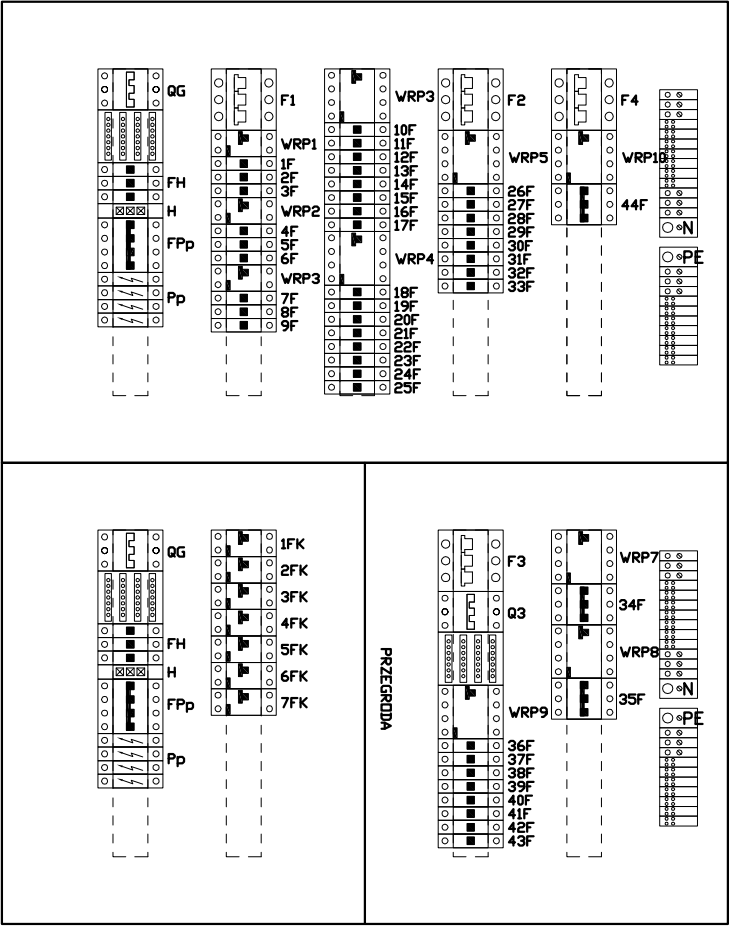 QG
FH
H
FPp
Pp
F1
WRP1
1F
2F
3F
WRP2
4F
5F
6F
WRP3
7F
8F
9F
WRP3
10F
11F
12F
13F
14F
15F
16F
17F
WRP4
18F
19F
20F
21F
22F
23F
24F
25F
F2
WRP5
26F
27F
28F
29F
30F
31F
32F
33F
F4
WRP10
44F
N
PE
QG
FH
H
FPp
Pp
1FK
2FK
3FK
4FK
5FK
6FK
7FK
PRZEGRODA
F3
Q3
WRP9
36F
37F
38F
39F
40F
41F
42F
43F
WRP7
34F
WRP8
35F
N
PE